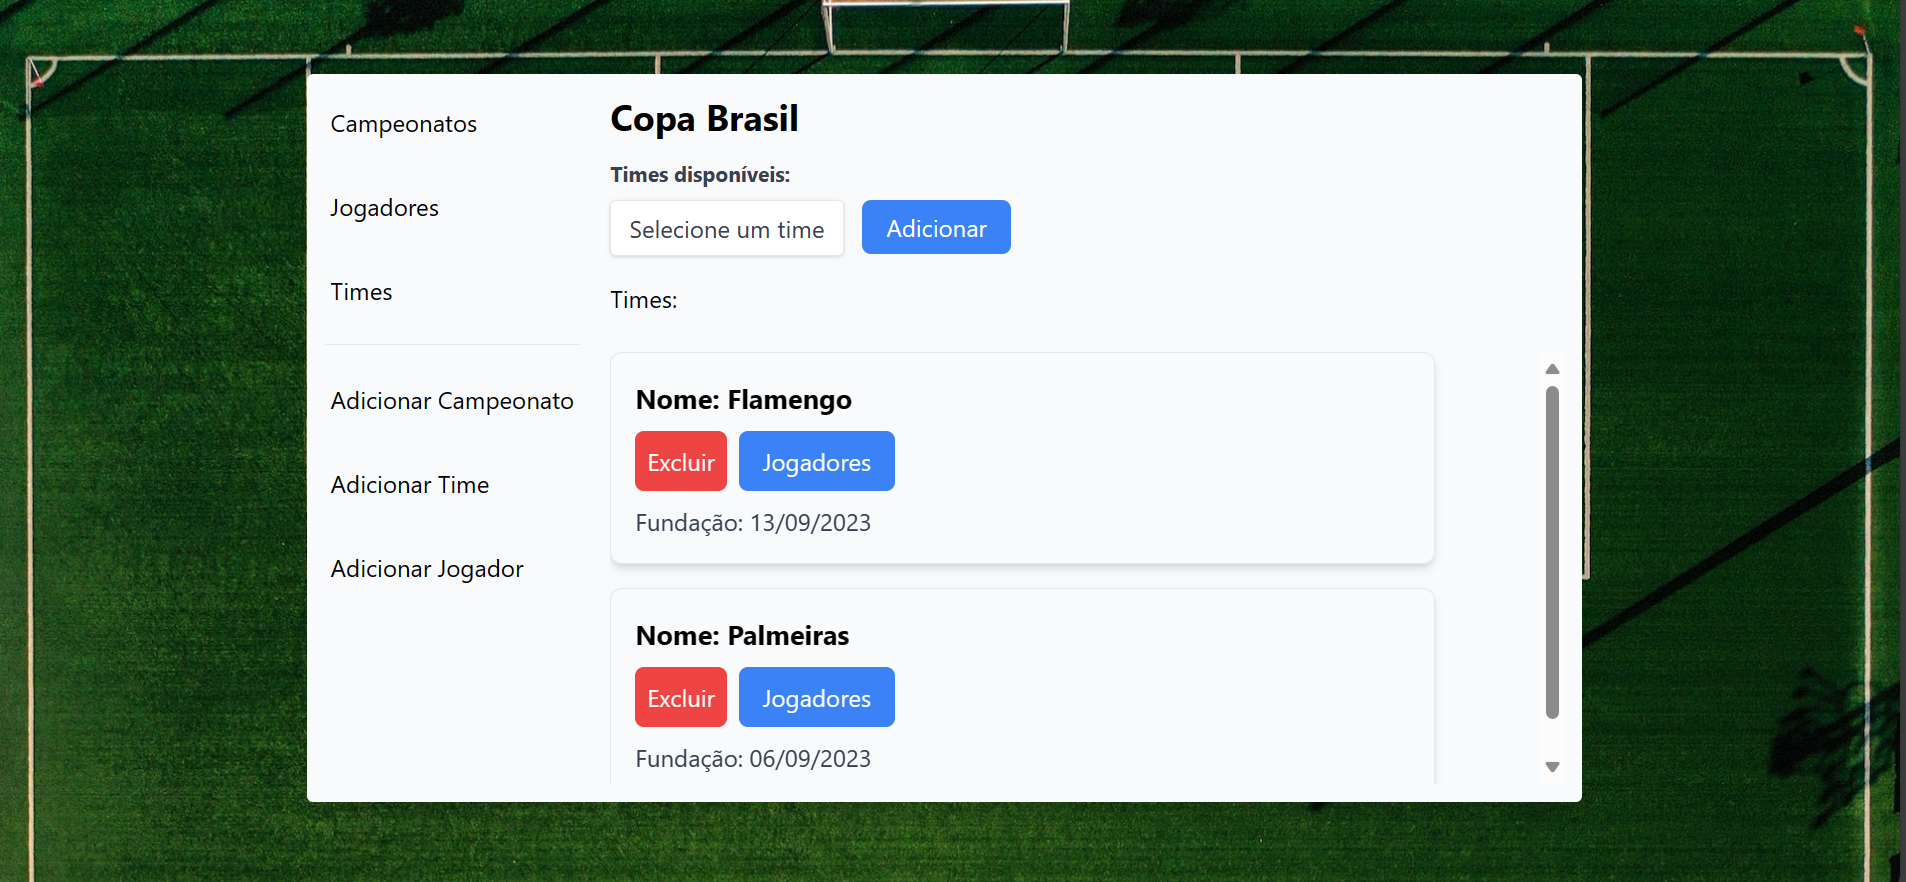 Campeonatos
Jogadores
Times
Adicionar Campeonato
Adicionar Time
Adicionar Jogador
Copa Brasil
Times disponíveis:
Selecione um time
Adicionar
Times:
Nome: Flamengo
Excluir
Jogadores
Fundação: 13/09/2023
Nome: Palmeiras
Excluir
Jogadores
Fundação: 06/09/2023